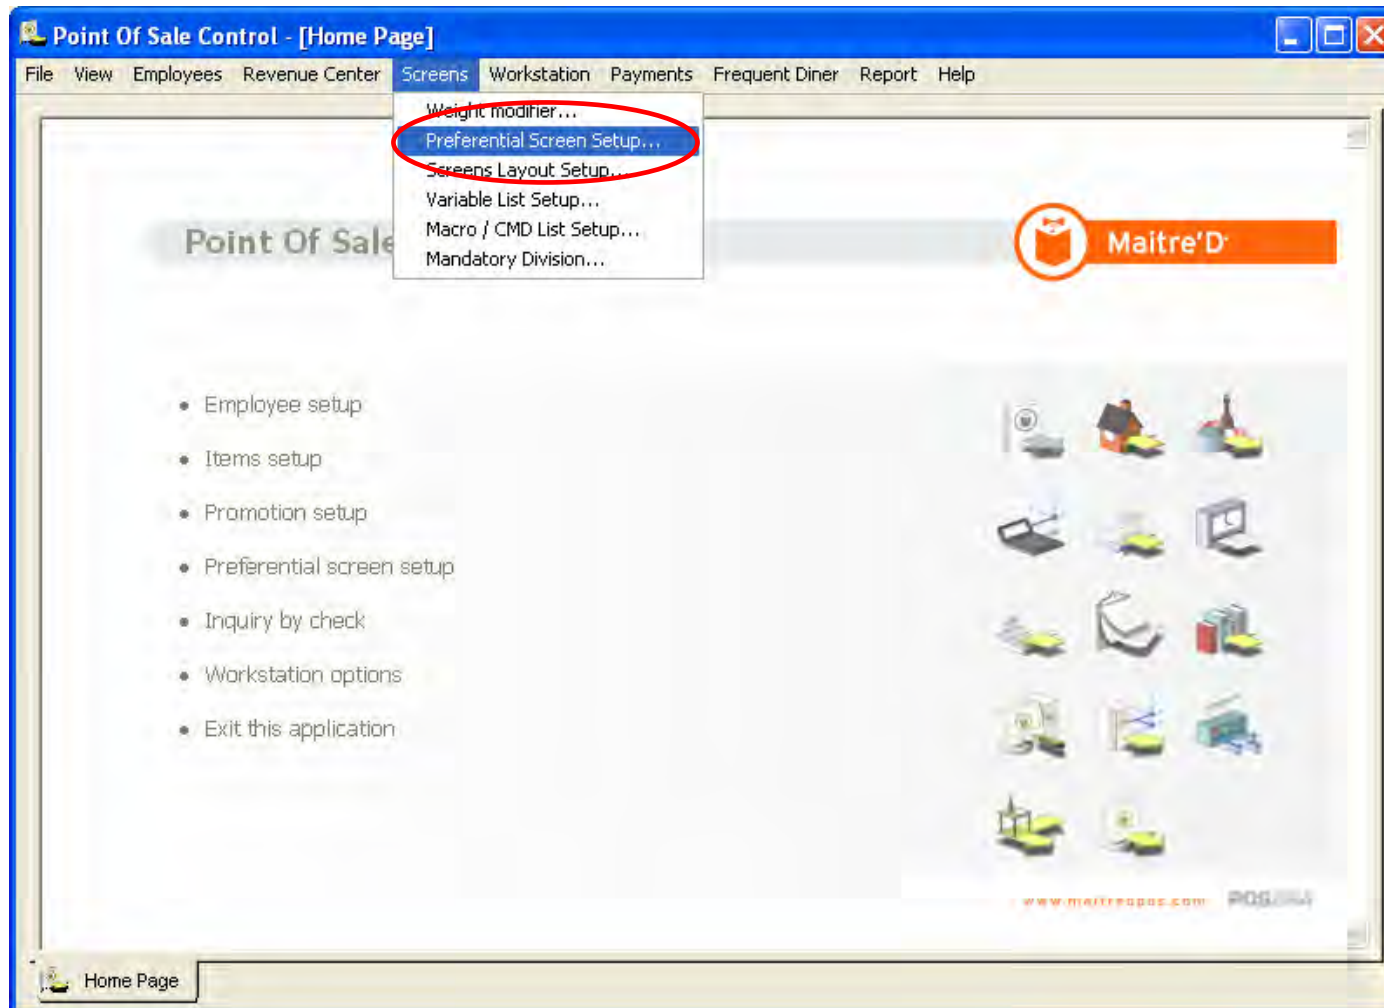 Point Of Sale Control - [Home Page]
File View Employees Revenue Center Screens Workstation Payments Frequent Diner Report Help
Weight modifier...
Preferential Screen Setup...
Screens Layout Setup...
Variable List Setup...
Macro / CMD List Setup...
Mandatory Division...
Point Of Sale
Maitre'D
• Employee setup
• Items setup
• Promotion setup
• Preferential screen setup
• Inquiry by check
• Workstation options
• Exit this application
www.maitredpos.com
Home Page